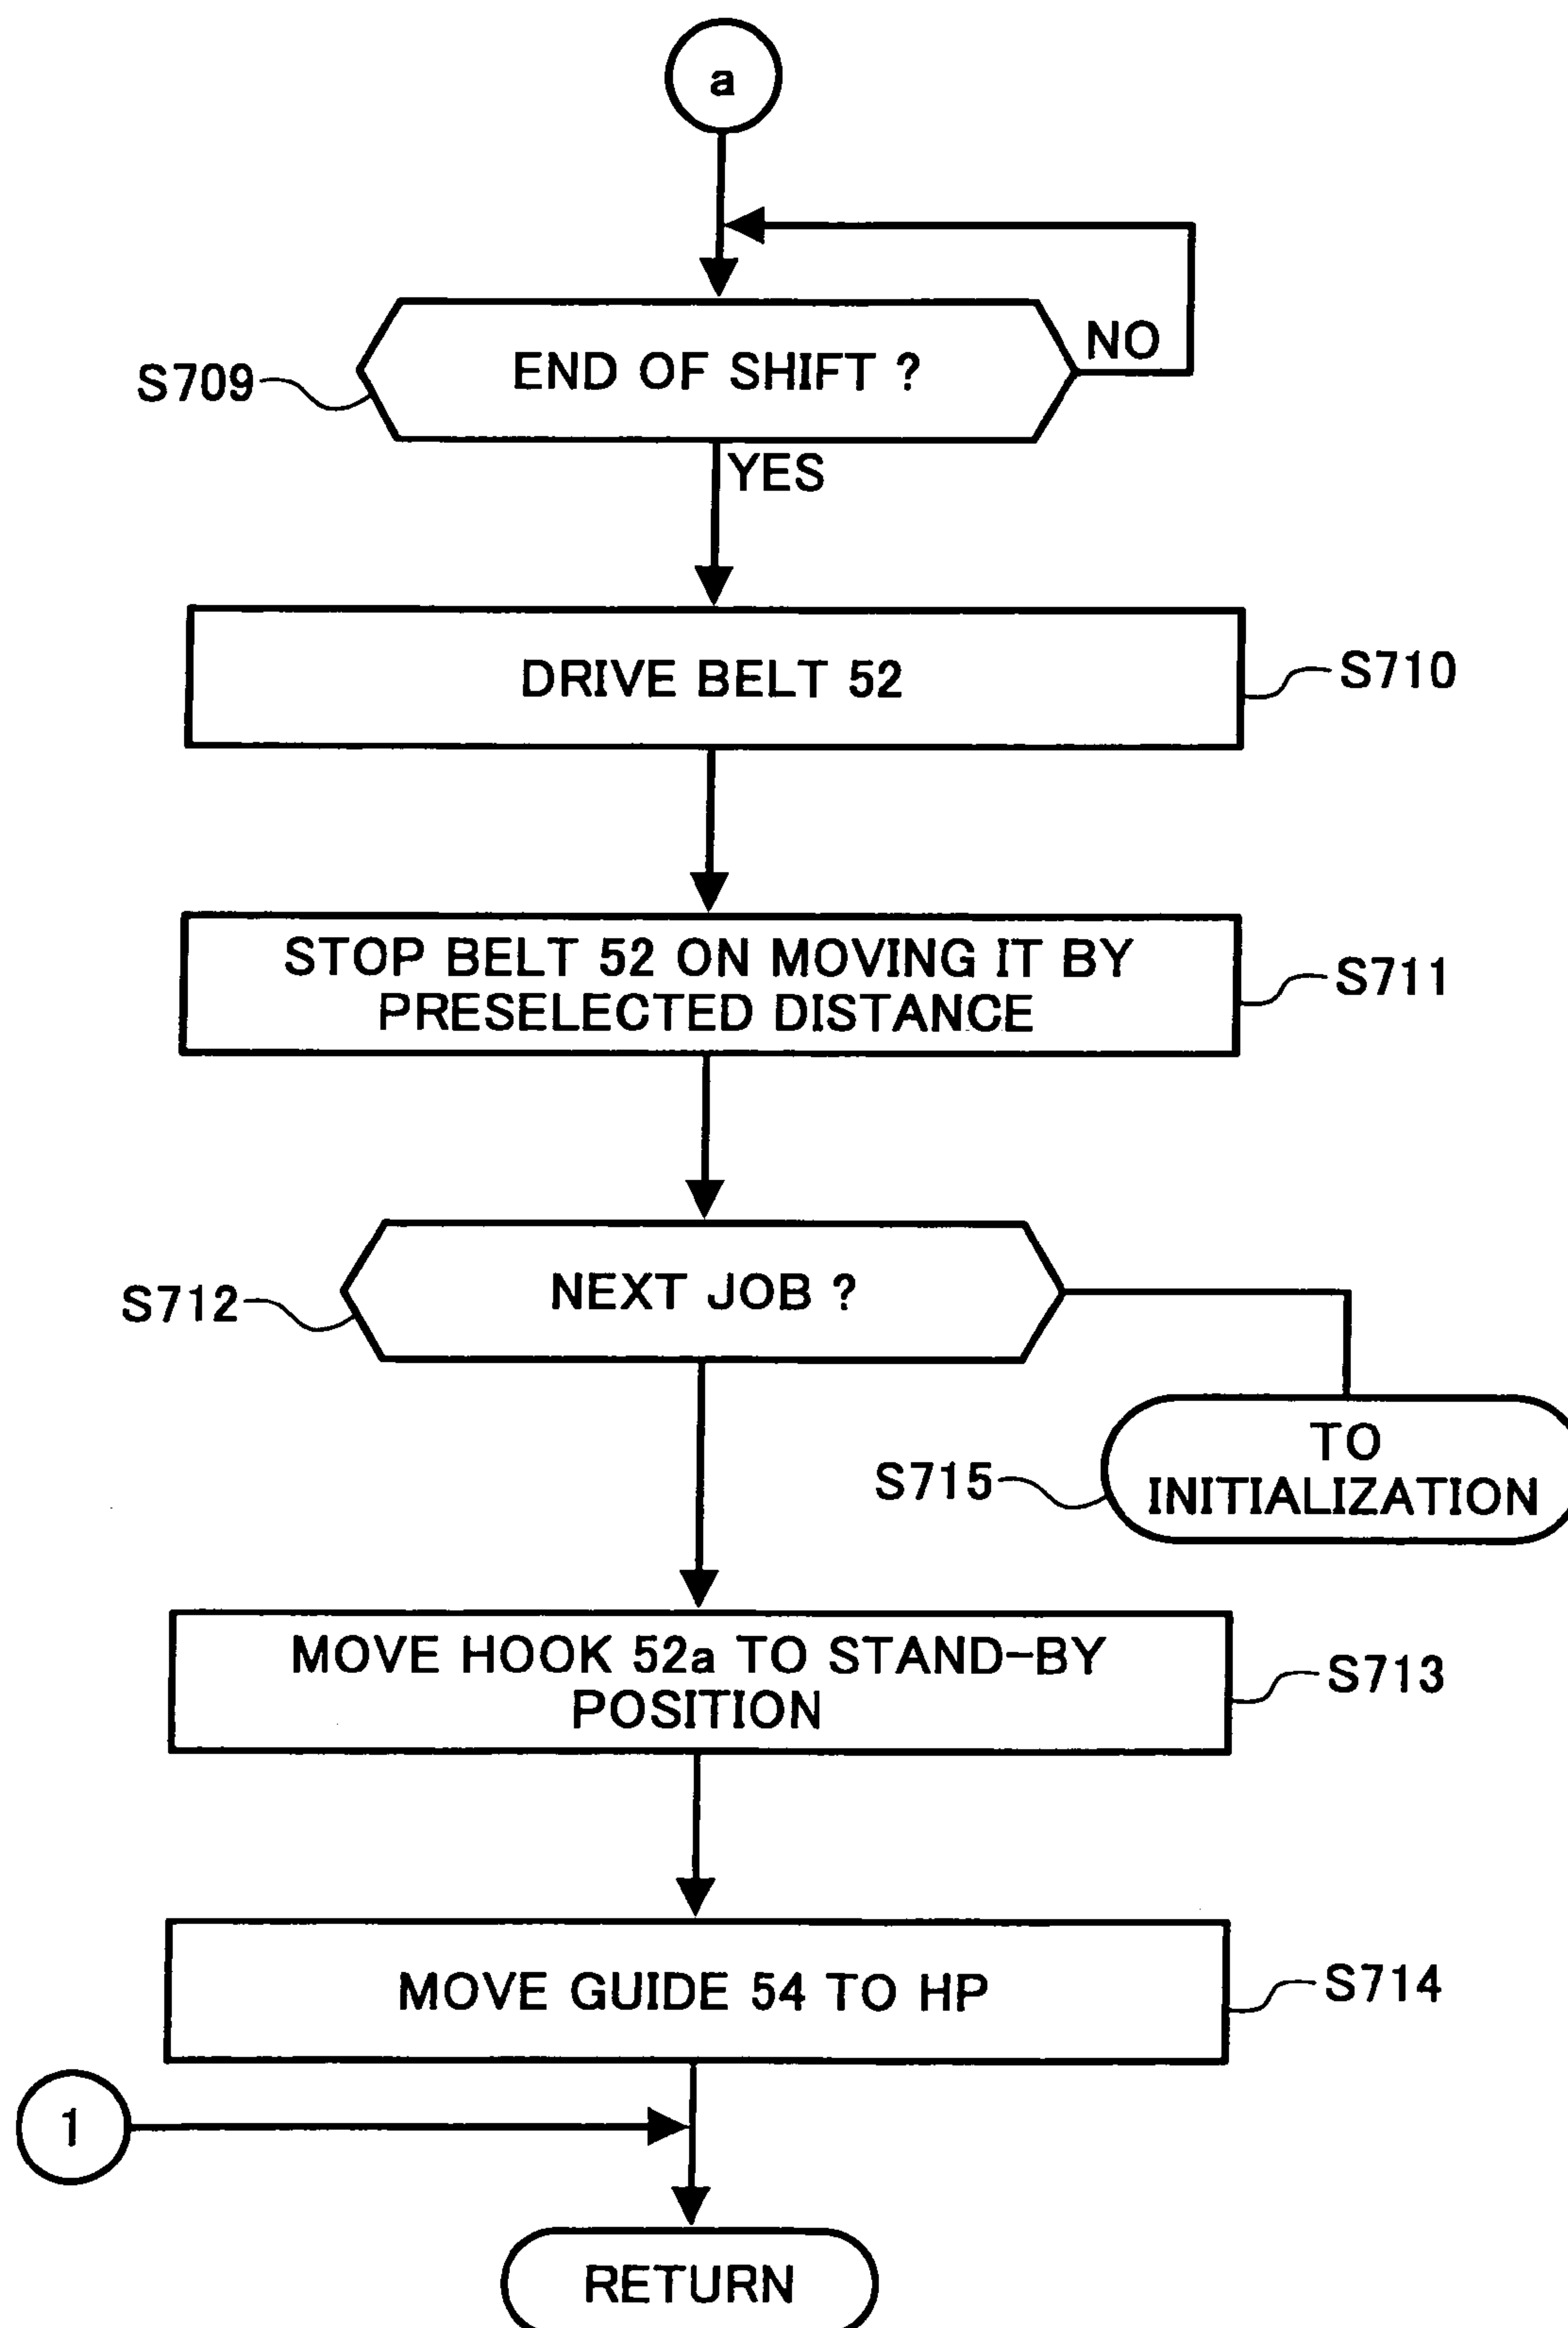 a
END OF SHIFT ?
NO
S709
YES
DRIVE BELT 52
S710
STOP BELT 52 ON MOVING IT BY
PRESELECTED DISTANCE
S711
NEXT JOB ?
S712
TO
INITIALIZATION
S715
MOVE HOOK 52a TO STAND-BY
POSITION
S713
MOVE GUIDE 54 TO HP
S714
1
RETURN